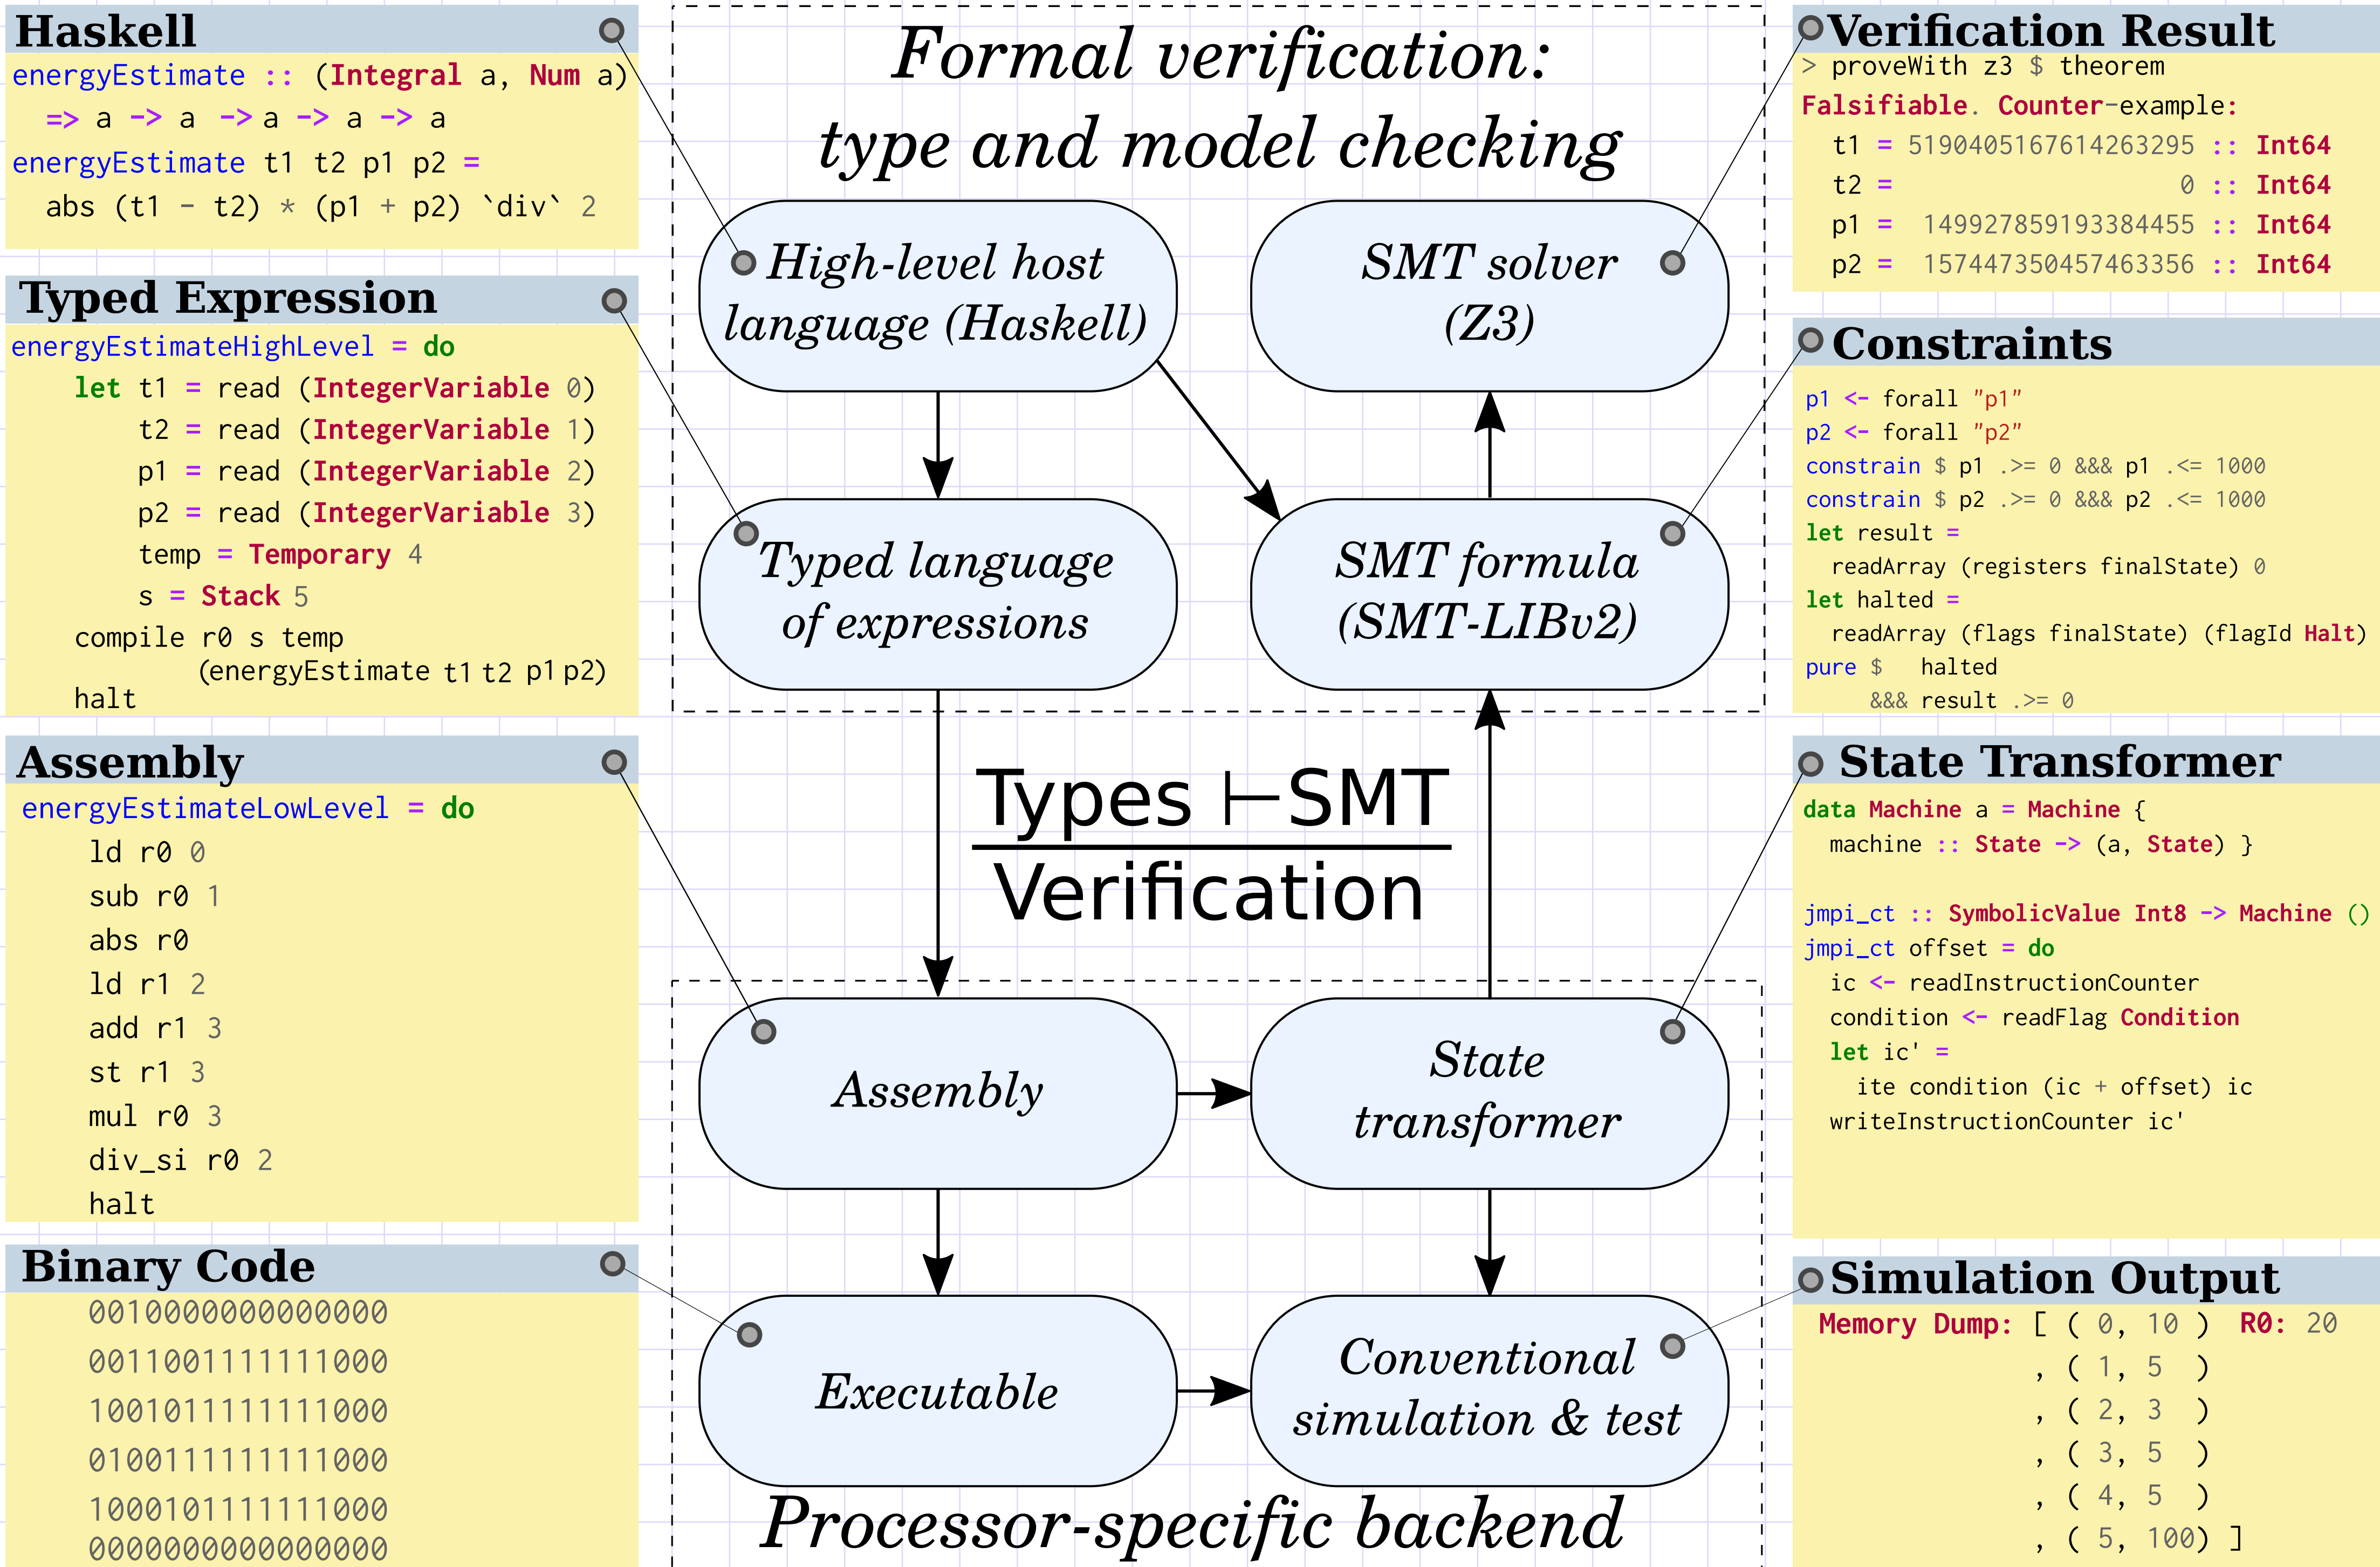 Haskell
energyEstimate :: (Integral a, Num a)
=> a -> a -> a -> a -> a
energyEstimate t1 t2 p1 p2 =
abs (t1 - t2) * (p1 + p2) `div` 2
Typed Expression
energyEstimateHighLevel = do
let t1 = read (IntegerVariable 0)
t2 = read (IntegerVariable 1)
p1 = read (IntegerVariable 2)
p2 = read (IntegerVariable 3)
temp = Temporary 4
s = Stack 5
compile r0 s temp
(energyEstimate t1 t2 p1 p2)
halt
Assembly
energyEstimateLowLevel = do
ld r0 0
sub r0 1
abs r0
ld r1 2
add r1 3
st r1 3
mul r0 3
div_si r0 2
halt
Binary Code
0010000000000000
0011001111111000
1001011111111000
0100111111111000
1000101111111000
0000000000000000
Formal verification:
type and model checking
High-level host
language (Haskell)
SMT solver
(Z3)
Typed language
of expressions
SMT formula
(SMT-LIBv2)
Types ⊢SMT
Verification
Assembly
State
transformer
Executable
Conventional
simulation & test
Processor-specific backend
Verification Result
> proveWith z3 $ theorem
Falsifiable. Counter-example:
t1 = 5190405167614263295 :: Int64
t2 = 0 :: Int64
p1 = 149927859193384455 :: Int64
p2 = 157447350457463356 :: Int64
Constraints
p1 <- forall "p1"
p2 <- forall "p2"
constrain $ p1 .>= 0 &&& p1 .<= 1000
constrain $ p2 .>= 0 &&& p2 .<= 1000
let result =
readArray (registers finalState) 0
let halted =
readArray (flags finalState) (flagId Halt)
pure $ halted
&&& result .>= 0
State Transformer
data Machine a = Machine {
machine :: State -> (a, State) }
jmpi_ct :: SymbolicValue Int8 -> Machine ()
jmpi_ct offset = do
ic <- readInstructionCounter
condition <- readFlag Condition
let ic' =
ite condition (ic + offset) ic
writeInstructionCounter ic'
Simulation Output
Memory Dump: [ ( 0, 10 ) R0: 20
, ( 1, 5 )
, ( 2, 3 )
, ( 3, 5 )
, ( 4, 5 )
, ( 5, 100) ]